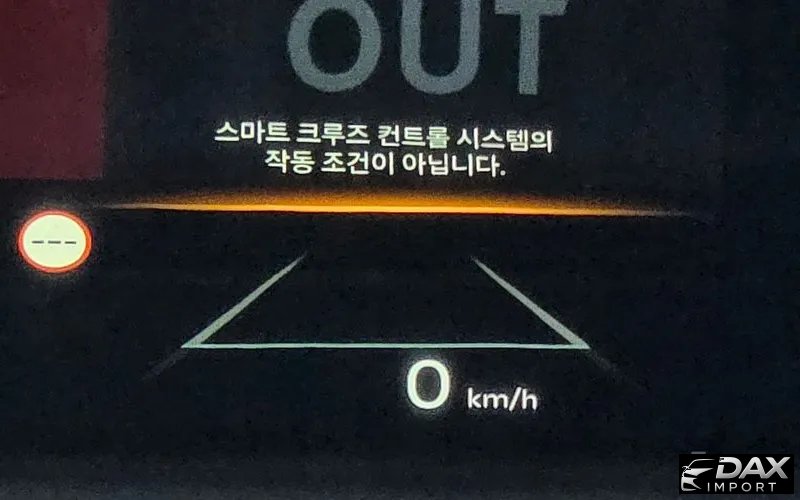 OUT
스마트 크루즈 컨트롤 시스템의
작동 조건이 아닙니다.
---
0 km/h
DAX
IMPORT